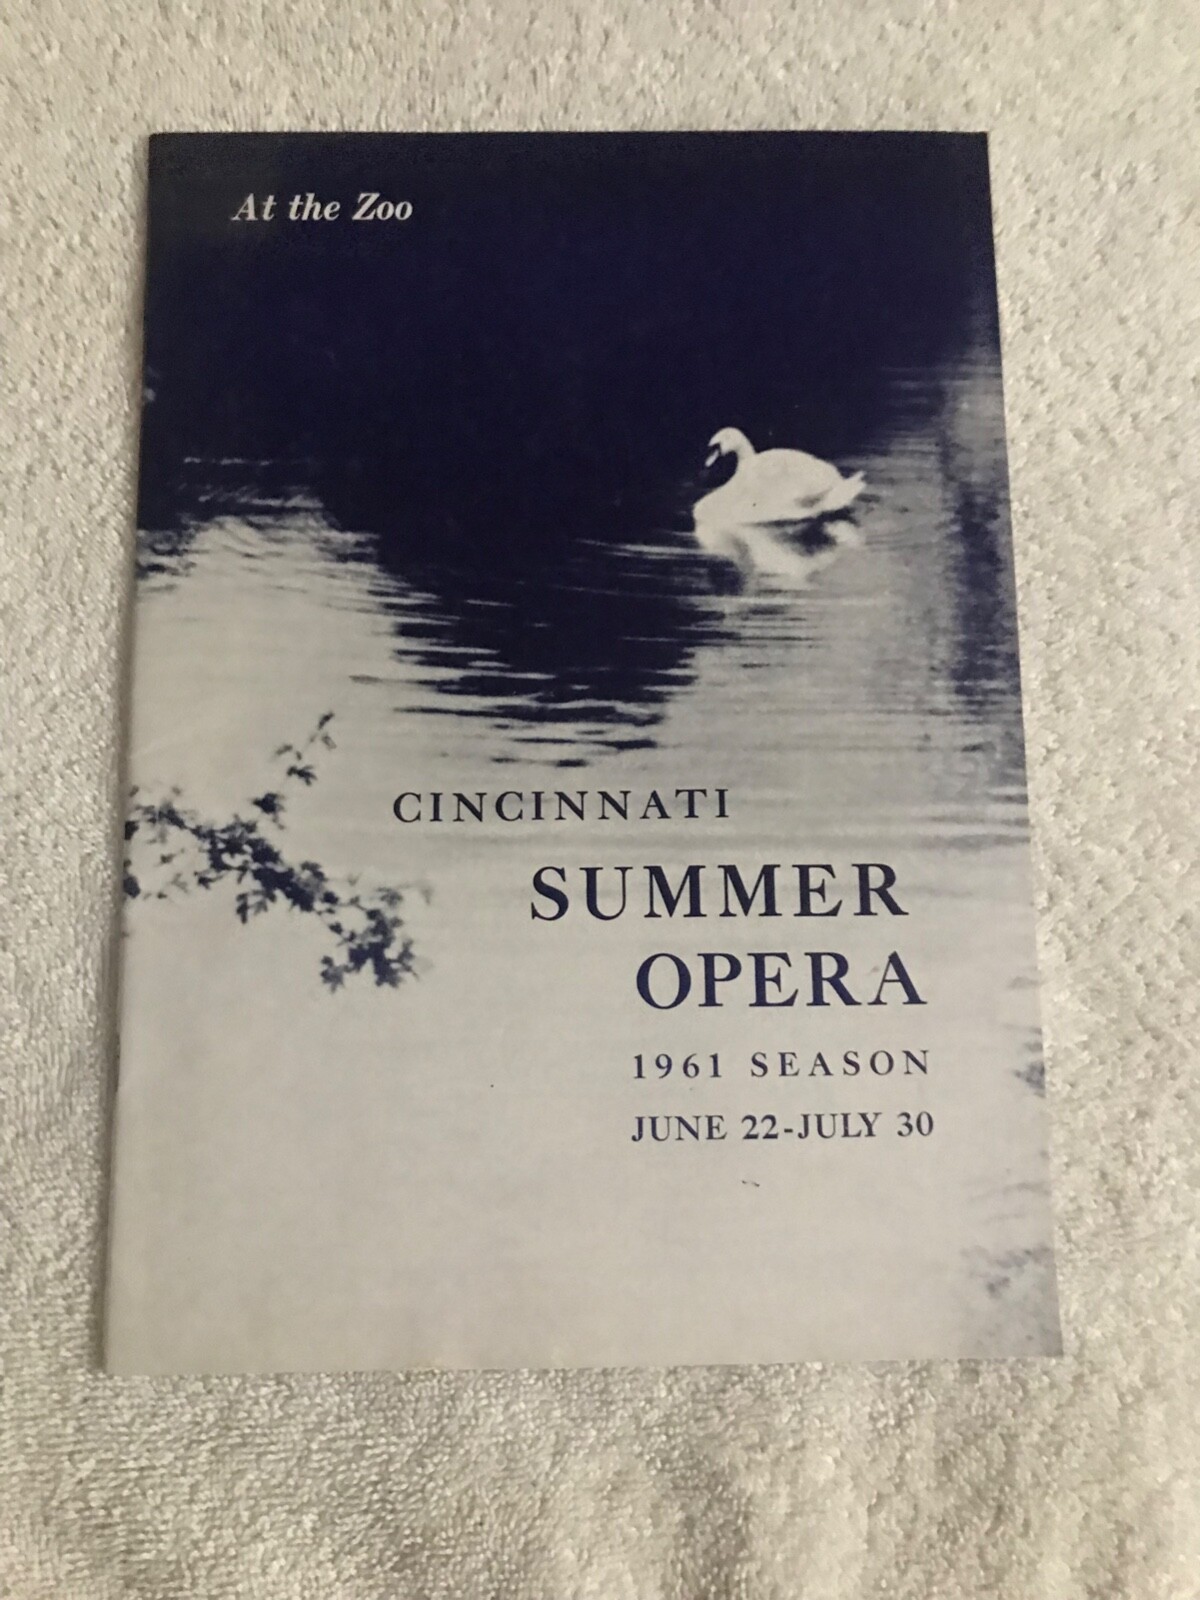 At the Zoo
CINCINNATI
SUMMER
OPERA
1961 SEASON
JUNE 22-JULY 30